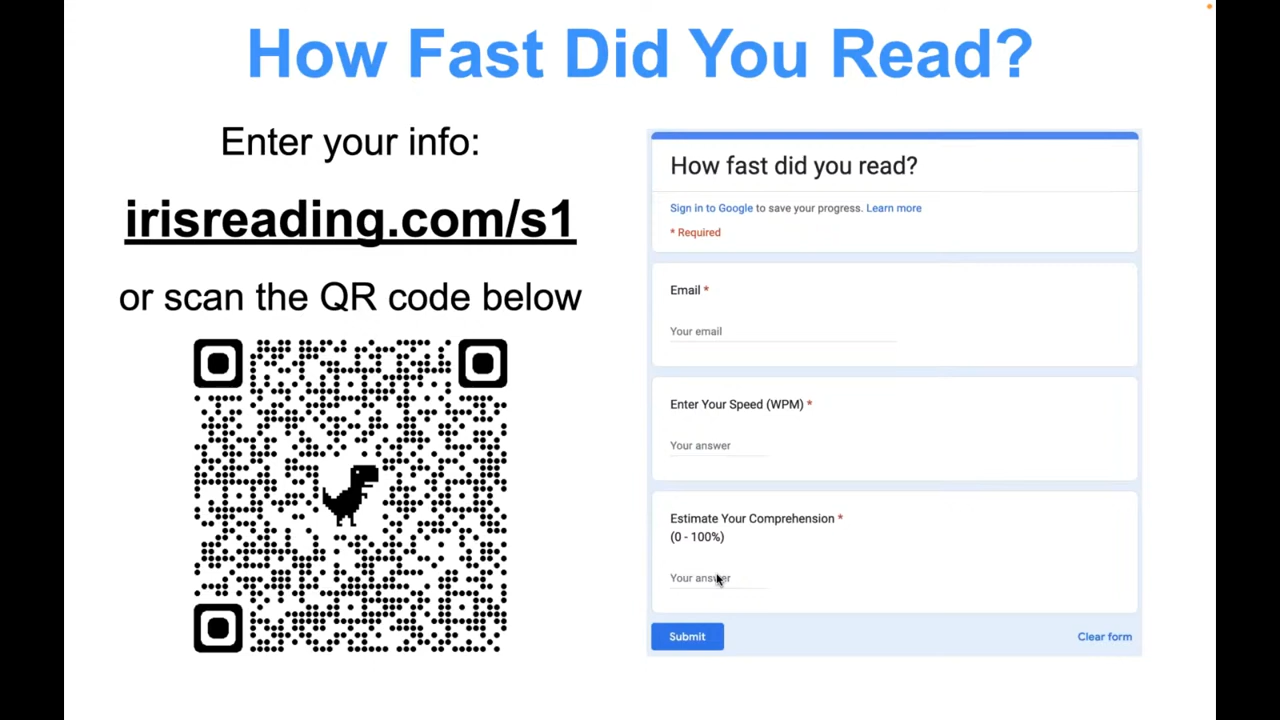 How Fast Did You Read?
Enter your info:
irisreading.com/s1
or scan the QR code below
How fast did you read?
Sign in to Google to save your progress. Learn more
* Required
Email *
Your email
Enter Your Speed (WPM) *
Your answer
Estimate Your Comprehension *
(0 - 100%)
Your answer
Submit
Clear form